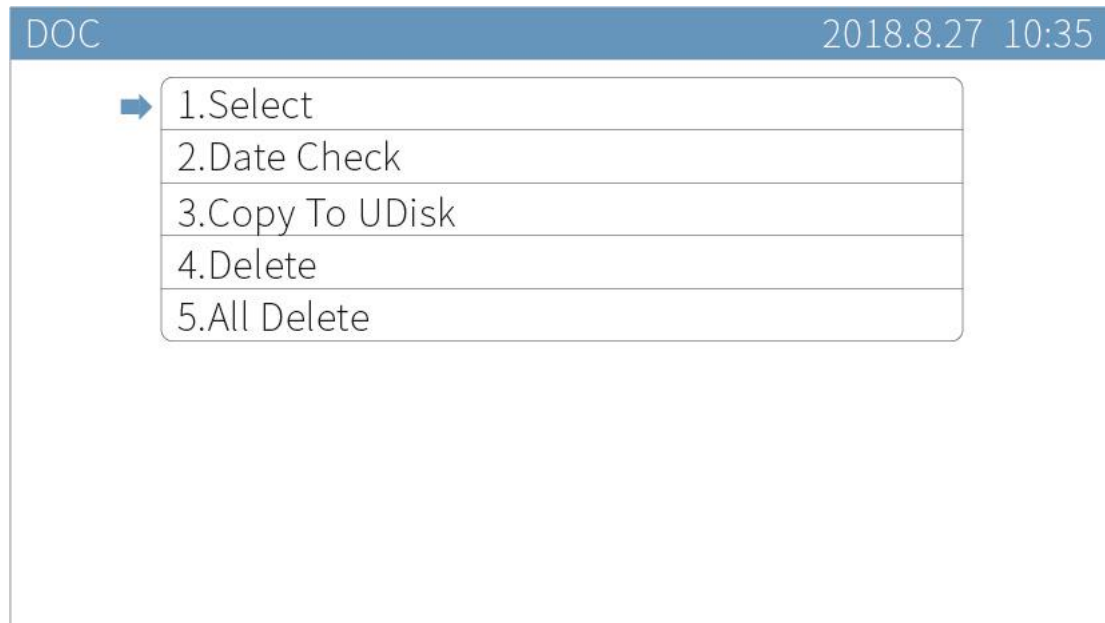 DOC 2018.8.27 10:35
1.Select
2.Date Check
3.Copy To UDisk
4.Delete
5.All Delete